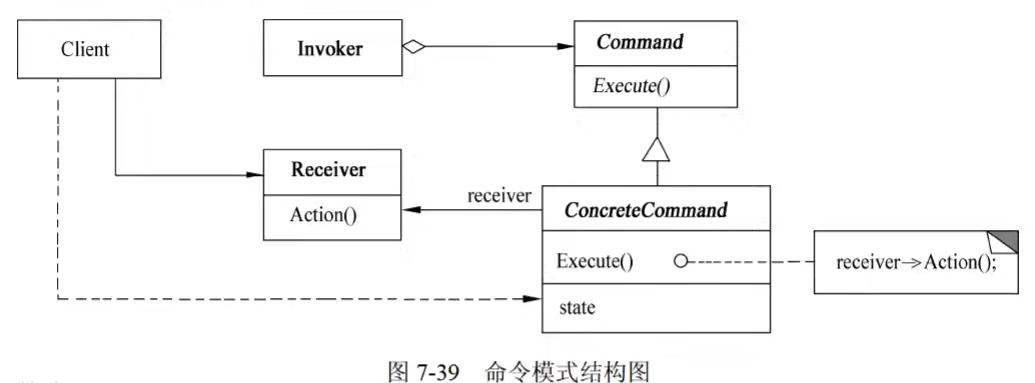 Client
Invoker
Command
Execute()
Receiver
Action()
receiver
ConcreteCommand
Execute()
state
receiver->Action();
图 7-39 命令模式结构图